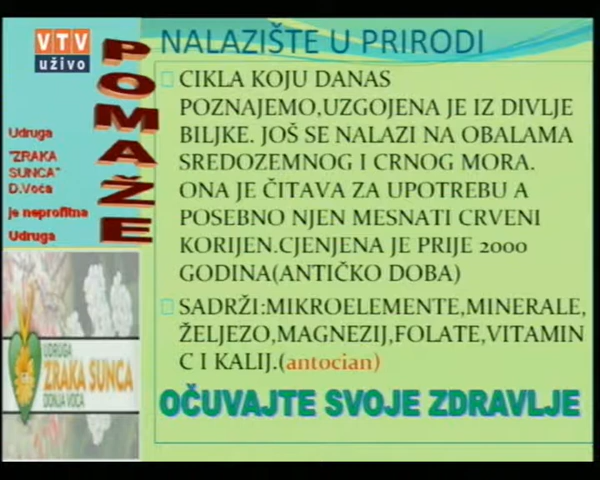 VTV
uživo
POMAŽE
Udruga
"ZRAKA
SUNCA"
D.Voća
je neprofitna
Udruga
UDRUGA
ZRAKA SUNCA
DONJA VOĆA
NALAZIŠTE U PRIRODI
CIKLA KOJU DANAS
POZNAJEMO,UZGOJENA JE IZ DIVLJE
BILJKE. JOŠ SE NALAZI NA OBALAMA
SREDOZEMNOG I CRNOG MORA.
ONA JE ČITAVA ZA UPOTREBU A
POSEBNO NJEN MESNATI CRVENI
KORIJEN.CJENJENA JE PRIJE 2000
GODINA(ANTIČKO DOBA)
SADRŽI:MIKROELEMENTE,MINERALE,
ŽELJEZO,MAGNEZIJ,FOLATE,VITAMIN
C I KALIJ.(antocian)
OČUVAJTE SVOJE ZDRAVLJE